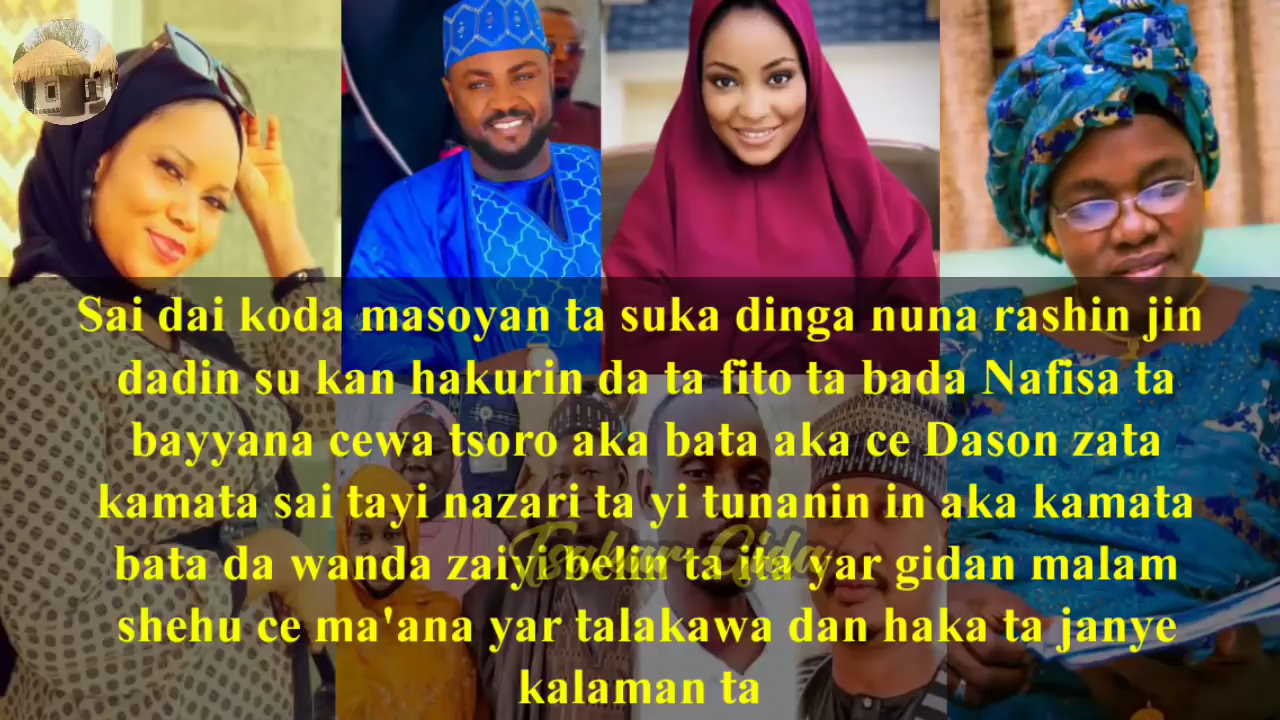 Sai dai koda masoyan ta suka dinga nuna rashin jin
dadin su kan hakurin da ta fito ta bada Nafisa ta
bayyana cewa tsoro aka bata aka ce Dason zata
kamata sai tayi nazari ta yi tunanin in aka kamata
bata da wanda zaiyi belin ta ita yar gidan malam
shehu ce ma'ana yar talakawa dan haka ta janye
kalaman ta